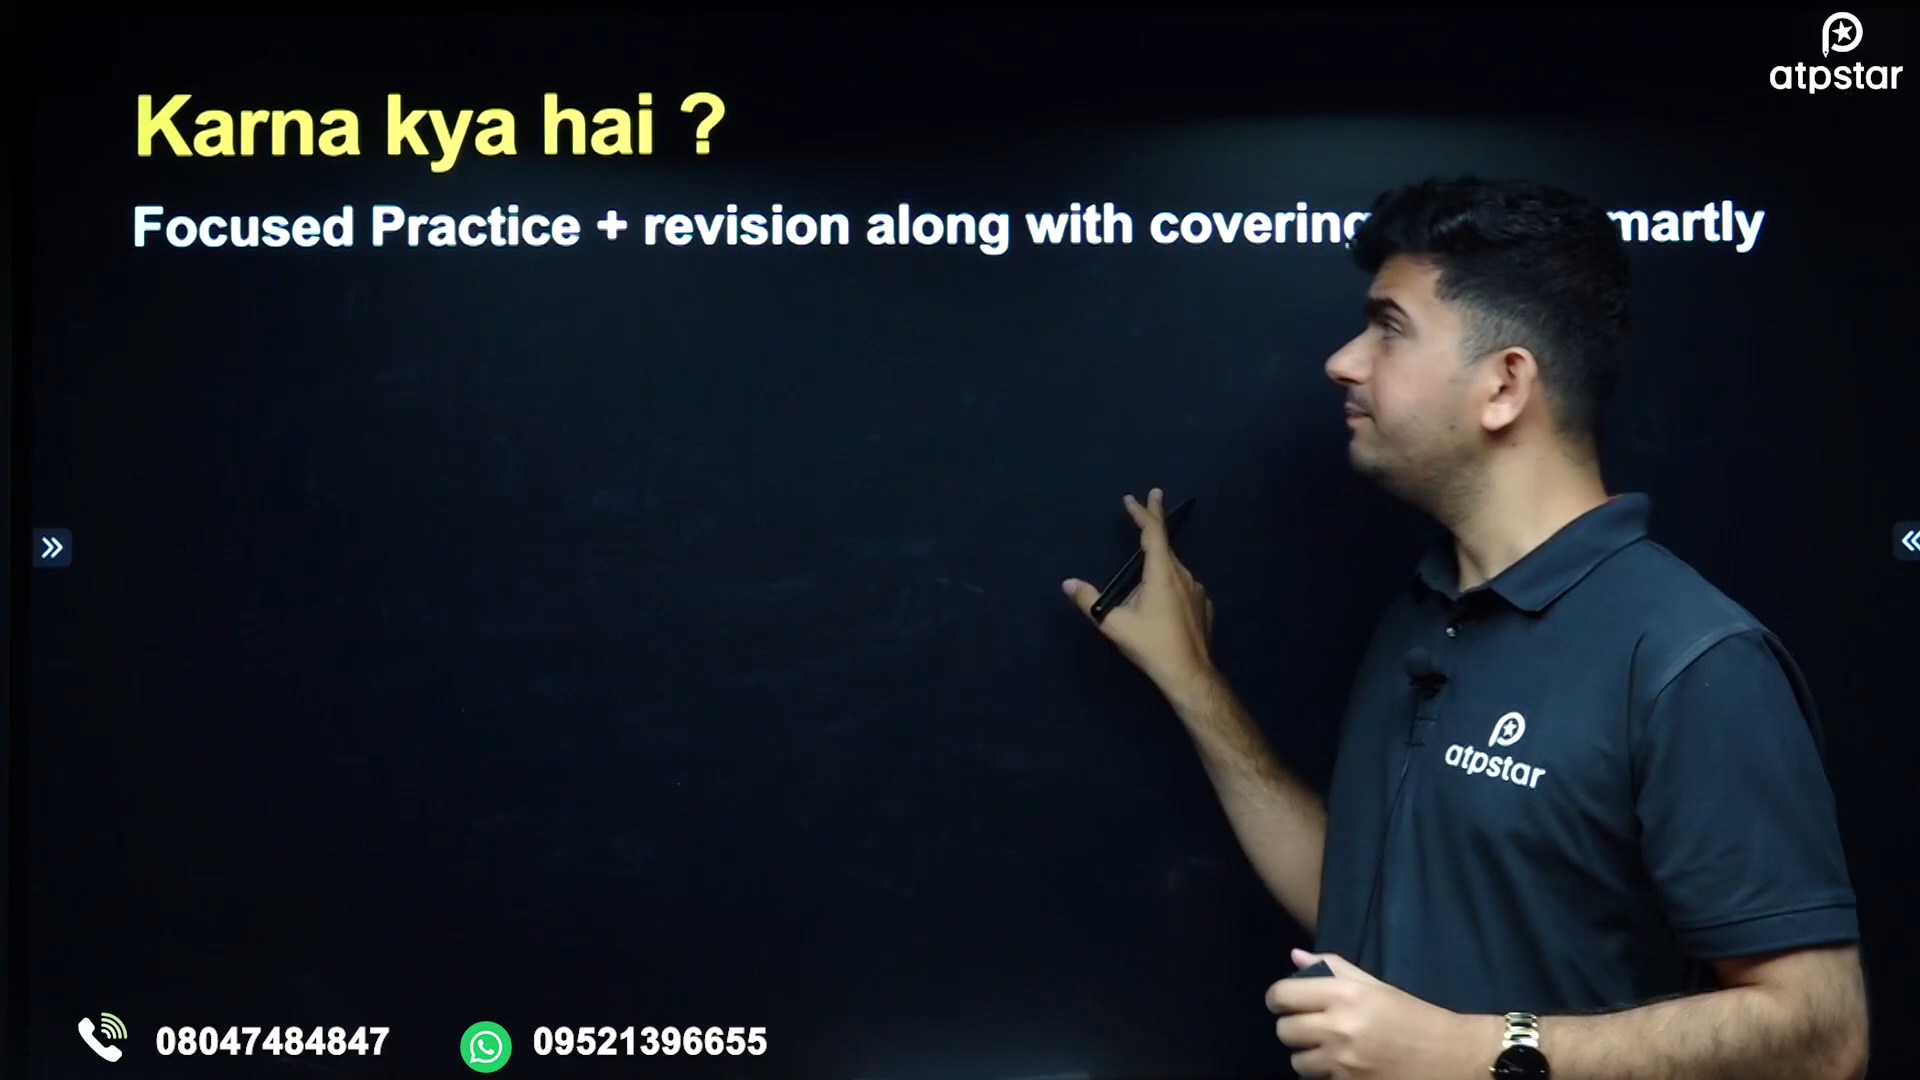 atpstar
Karna kya hai ?
Focused Practice + revision along with covering martly
atpstar
08047484847
09521396655